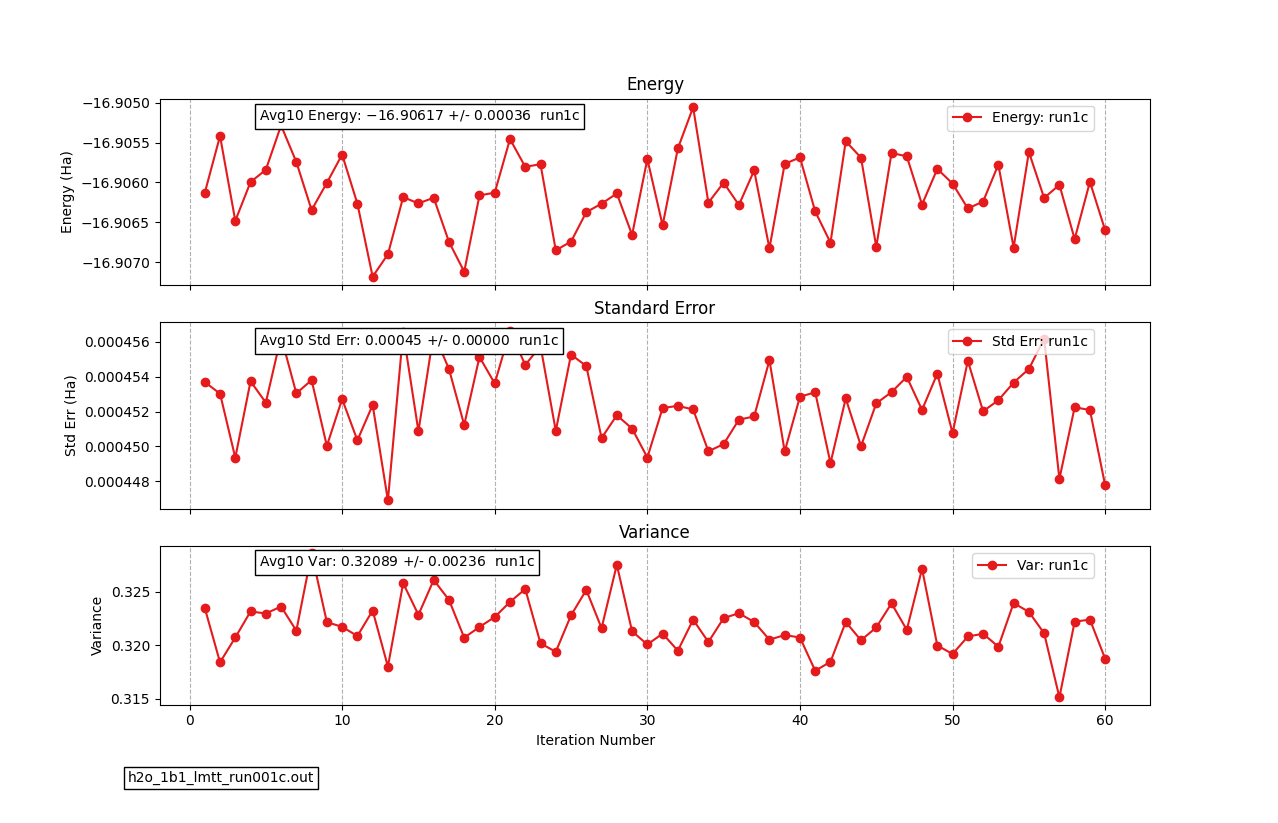 Energy
−16.9050
−16.9055
−16.9060
−16.9065
−16.9070
Energy (Ha)
Avg10 Energy: −16.90617 +/- 0.00036 run1c
Energy: run1c
Standard Error
0.000456
0.000454
0.000452
0.000450
0.000448
Std Err (Ha)
Avg10 Std Err: 0.00045 +/- 0.00000 run1c
Std Err: run1c
Variance
0.325
0.320
0.315
Variance
Avg10 Var: 0.32089 +/- 0.00236 run1c
Var: run1c
0 10 20 30 40 50 60
Iteration Number
h2o_1b1_lmtt_run001c.out